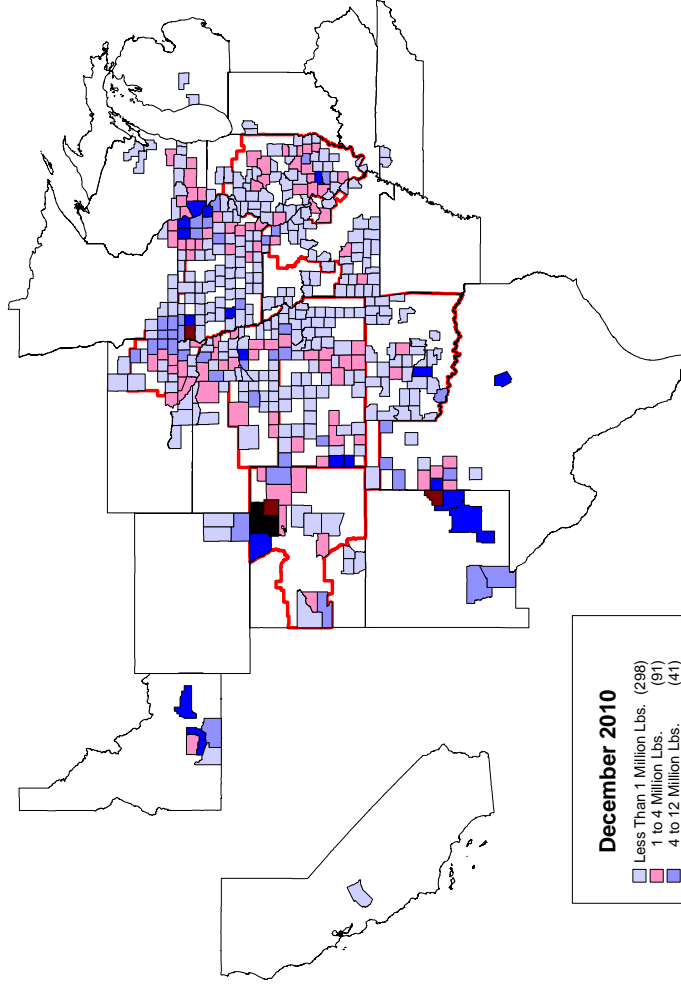 December 2010
Less Than 1 Million Lbs. (298)
1 to 4 Million Lbs. (91)
4 to 12 Million Lbs. (41)